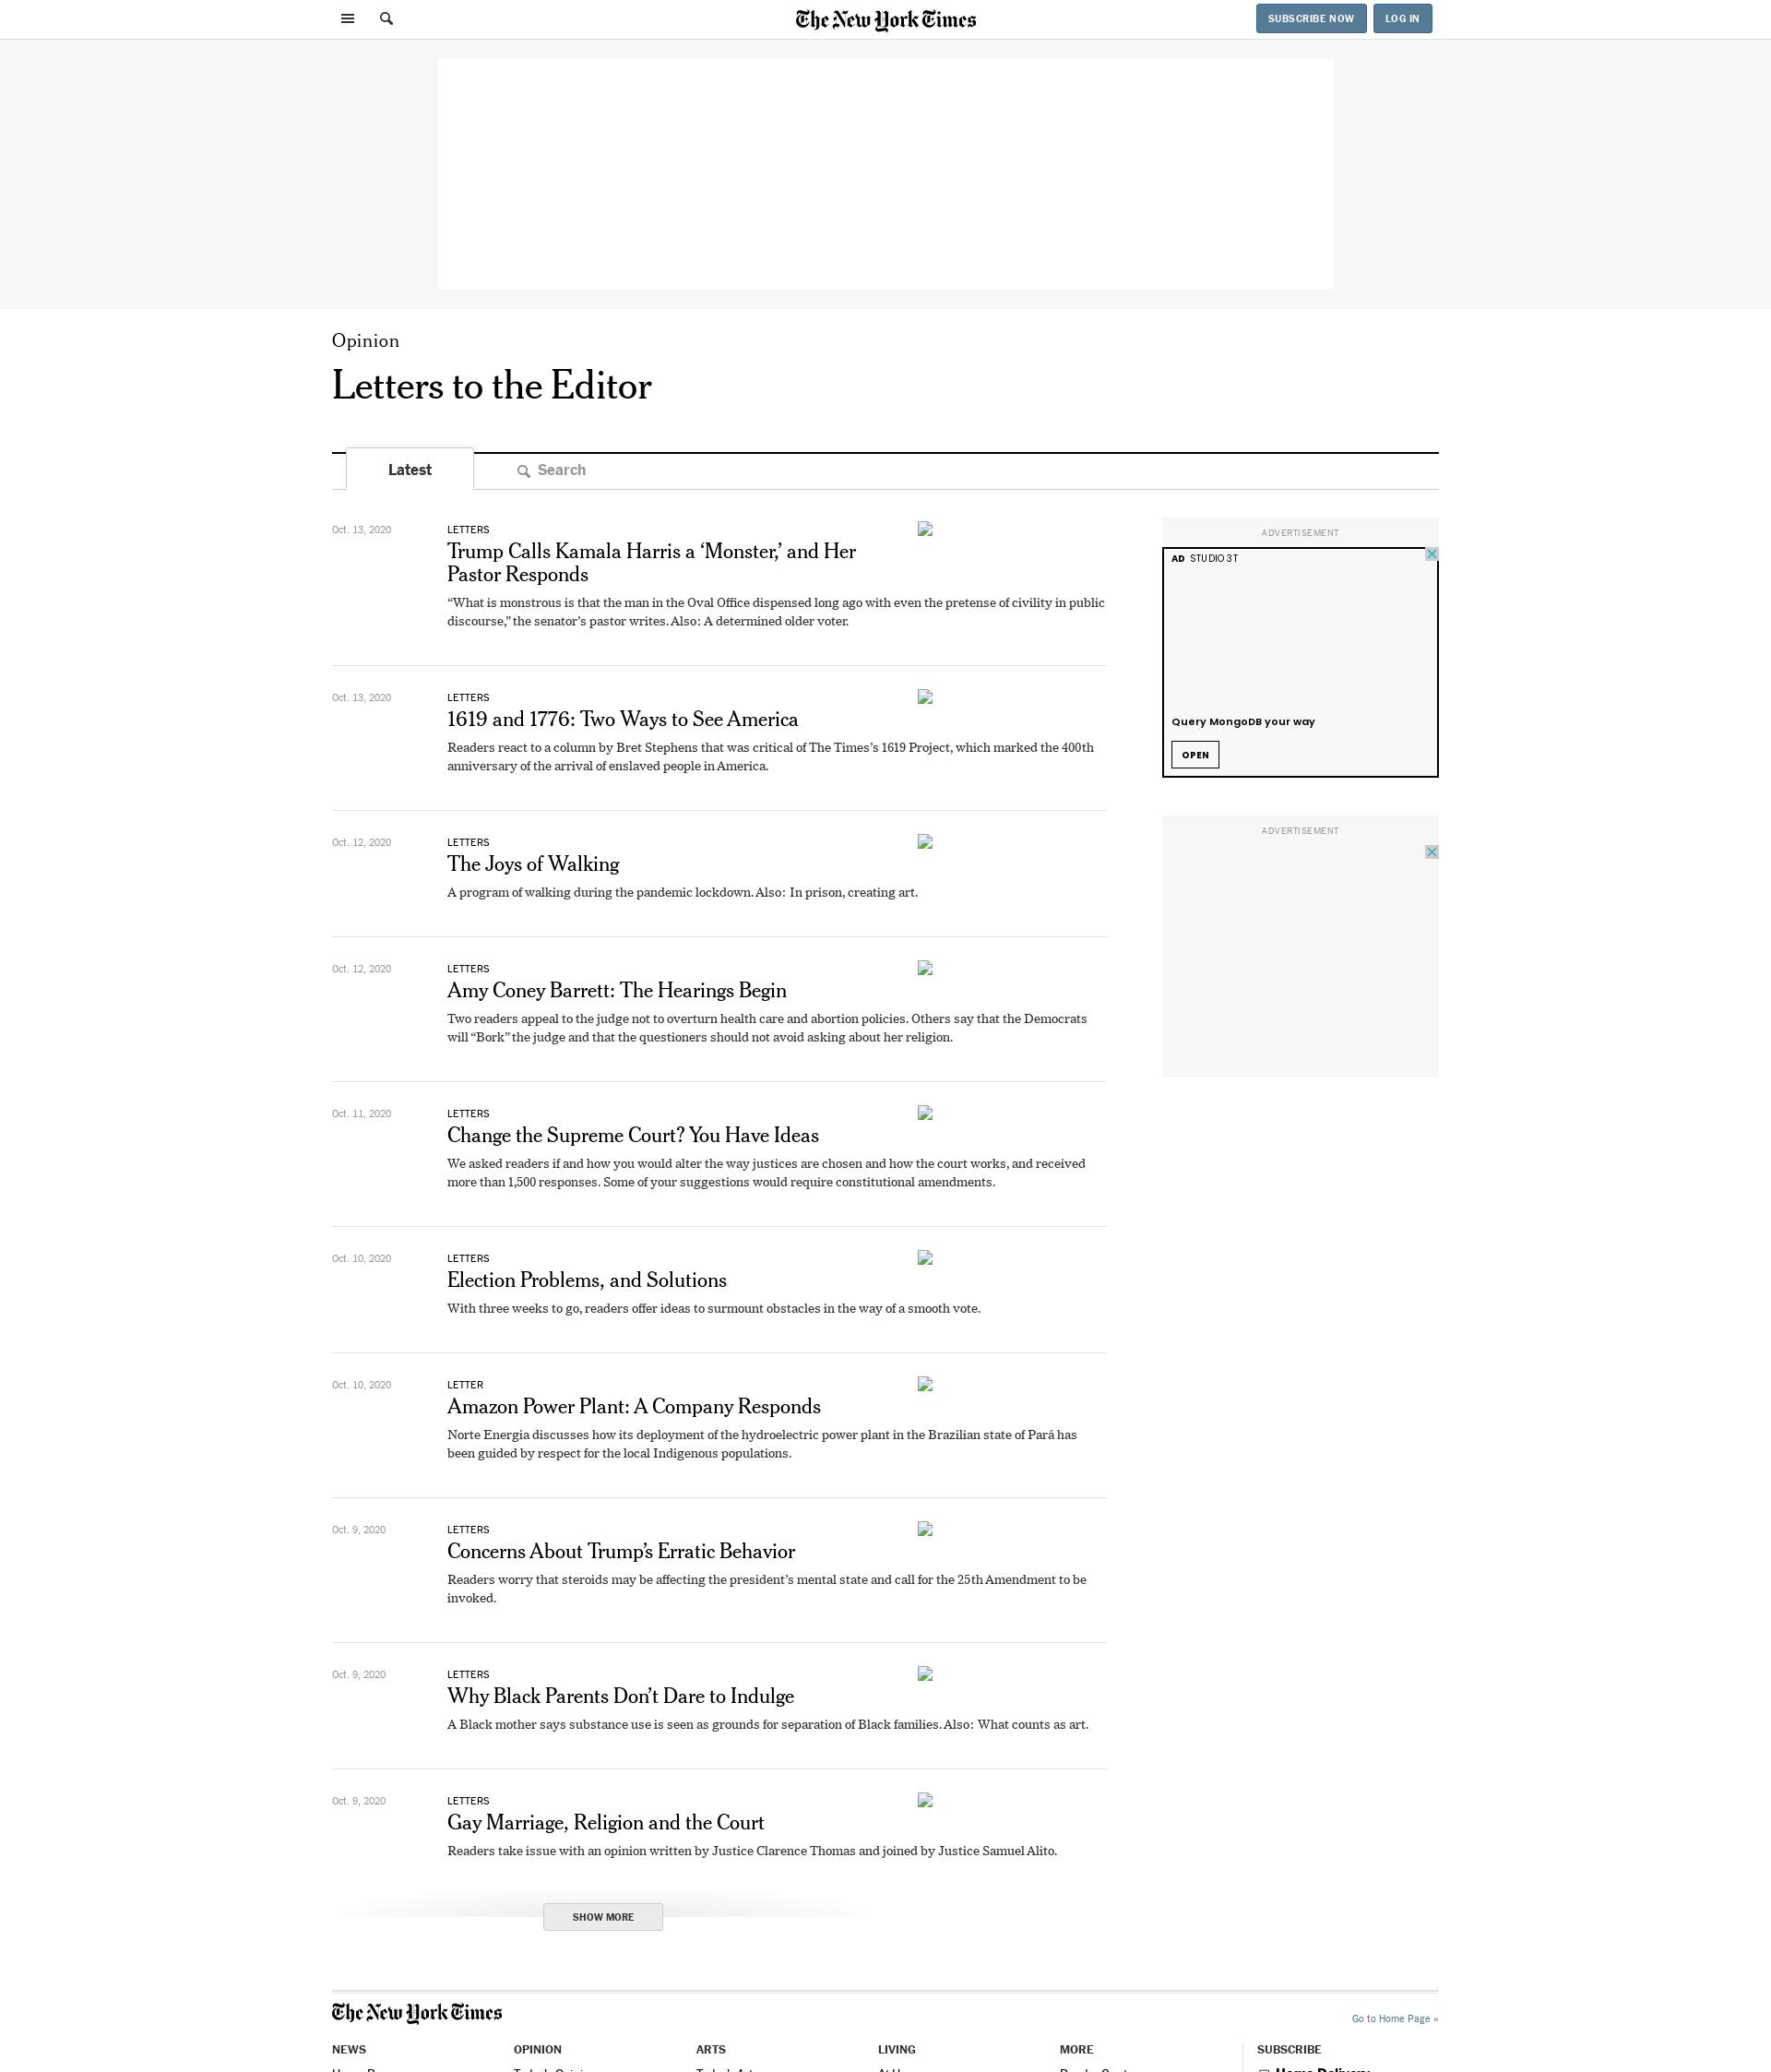 The New York Times
SUBSCRIBE NOW
LOG IN
Opinion
Letters to the Editor
Latest
Search
Oct. 13, 2020
LETTERS
Trump Calls Kamala Harris a ‘Monster,’ and Her
Pastor Responds
“What is monstrous is that the man in the Oval Office dispensed long ago with even the pretense of civility in public
discourse,” the senator’s pastor writes. Also: A determined older voter.
Oct. 13, 2020
LETTERS
1619 and 1776: Two Ways to See America
Readers react to a column by Bret Stephens that was critical of The Times’s 1619 Project, which marked the 400th
anniversary of the arrival of enslaved people in America.
Oct. 12, 2020
LETTERS
The Joys of Walking
A program of walking during the pandemic lockdown. Also: In prison, creating art.
Oct. 12, 2020
LETTERS
Amy Coney Barrett: The Hearings Begin
Two readers appeal to the judge not to overturn health care and abortion policies. Others say that the Democrats
will “Bork” the judge and that the questioners should not avoid asking about her religion.
Oct. 11, 2020
LETTERS
Change the Supreme Court? You Have Ideas
We asked readers if and how you would alter the way justices are chosen and how the court works, and received
more than 1,500 responses. Some of your suggestions would require constitutional amendments.
Oct. 10, 2020
LETTERS
Election Problems, and Solutions
With three weeks to go, readers offer ideas to surmount obstacles in the way of a smooth vote.
Oct. 10, 2020
LETTER
Amazon Power Plant: A Company Responds
Norte Energia discusses how its deployment of the hydroelectric power plant in the Brazilian state of Pará has
been guided by respect for the local Indigenous populations.
Oct. 9, 2020
LETTERS
Concerns About Trump’s Erratic Behavior
Readers worry that steroids may be affecting the president’s mental state and call for the 25th Amendment to be
invoked.
Oct. 9, 2020
LETTERS
Why Black Parents Don’t Dare to Indulge
A Black mother says substance use is seen as grounds for separation of Black families. Also: What counts as art.
Oct. 9, 2020
LETTERS
Gay Marriage, Religion and the Court
Readers take issue with an opinion written by Justice Clarence Thomas and joined by Justice Samuel Alito.
SHOW MORE
ADVERTISEMENT
AD STUDIO 3T
Query MongoDB your way
OPEN
ADVERTISEMENT
The New York Times
Go to Home Page »
NEWS
OPINION
ARTS
LIVING
MORE
SUBSCRIBE